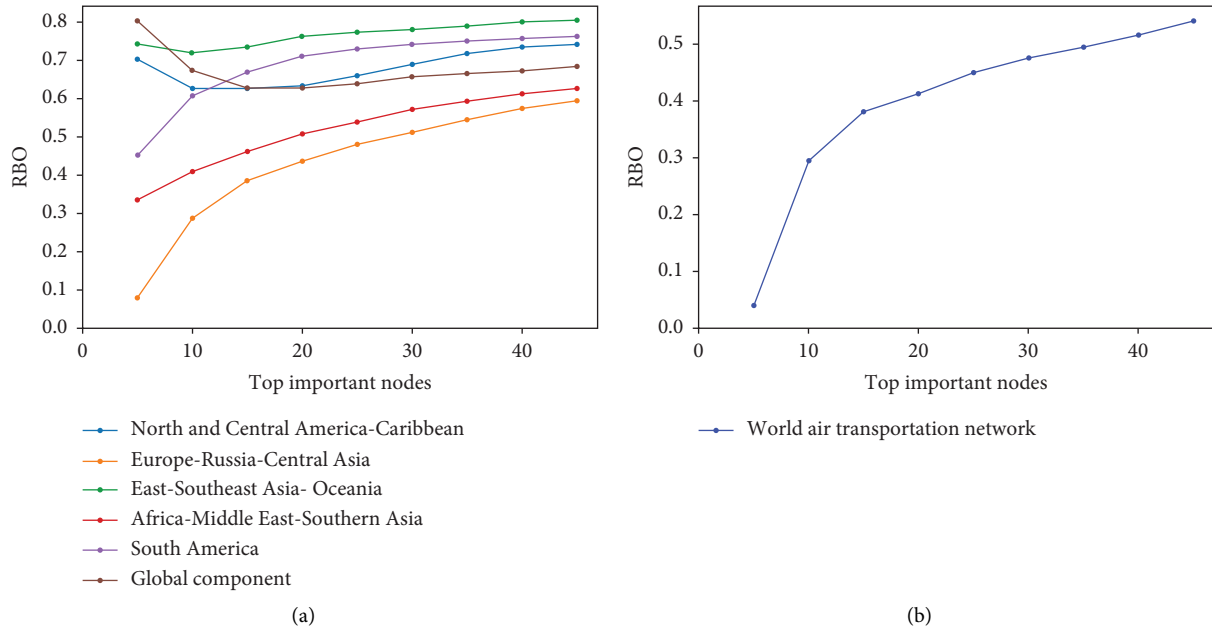 0.8
0.7
0.6
0.5
0.4
0.3
0.2
0.1
0.0
RBO
0 10 20 30 40
Top important nodes
North and Central America-Caribbean
Europe-Russia-Central Asia
East-Southeast Asia- Oceania
Africa-Middle East-Southern Asia
South America
Global component
(a)
0.5
0.4
0.3
0.2
0.1
0.0
RBO
0 10 20 30 40
Top important nodes
World air transportation network
(b)